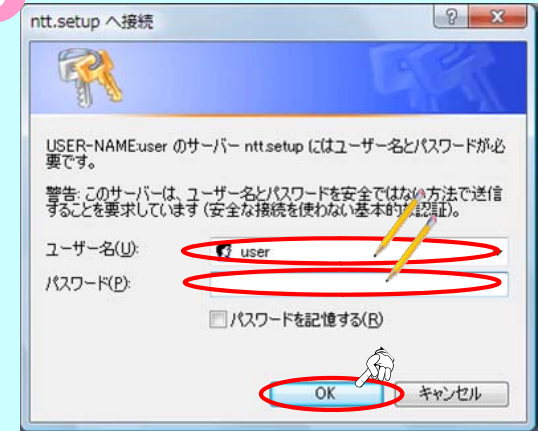 ntt.setup へ接続
USER-NAME:user のサーバー ntt.setup にはユーザー名とパスワードが必
要です。
警告: このサーバーは、ユーザー名とパスワードを安全ではない方法で送信
することを要求しています (安全な接続を使わない基本的な認証)。
ユーザー名(U):
user
パスワード(P):
パスワードを記憶する(R)
OK
キャンセル